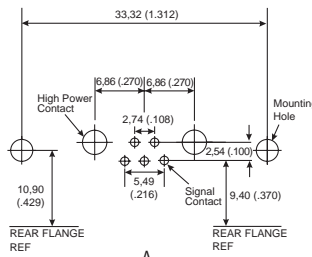 33,32 (1.312)
6,86 (.270)
6,86 (.270)
High Power
Contact
2,74 (.108)
Mounting
Hole
2,54 (.100)
5,49
(.216)
Signal
Contact
10,90
(.429)
9,40 (.370)
REAR FLANGE
REF
REAR FLANGE
REF
A